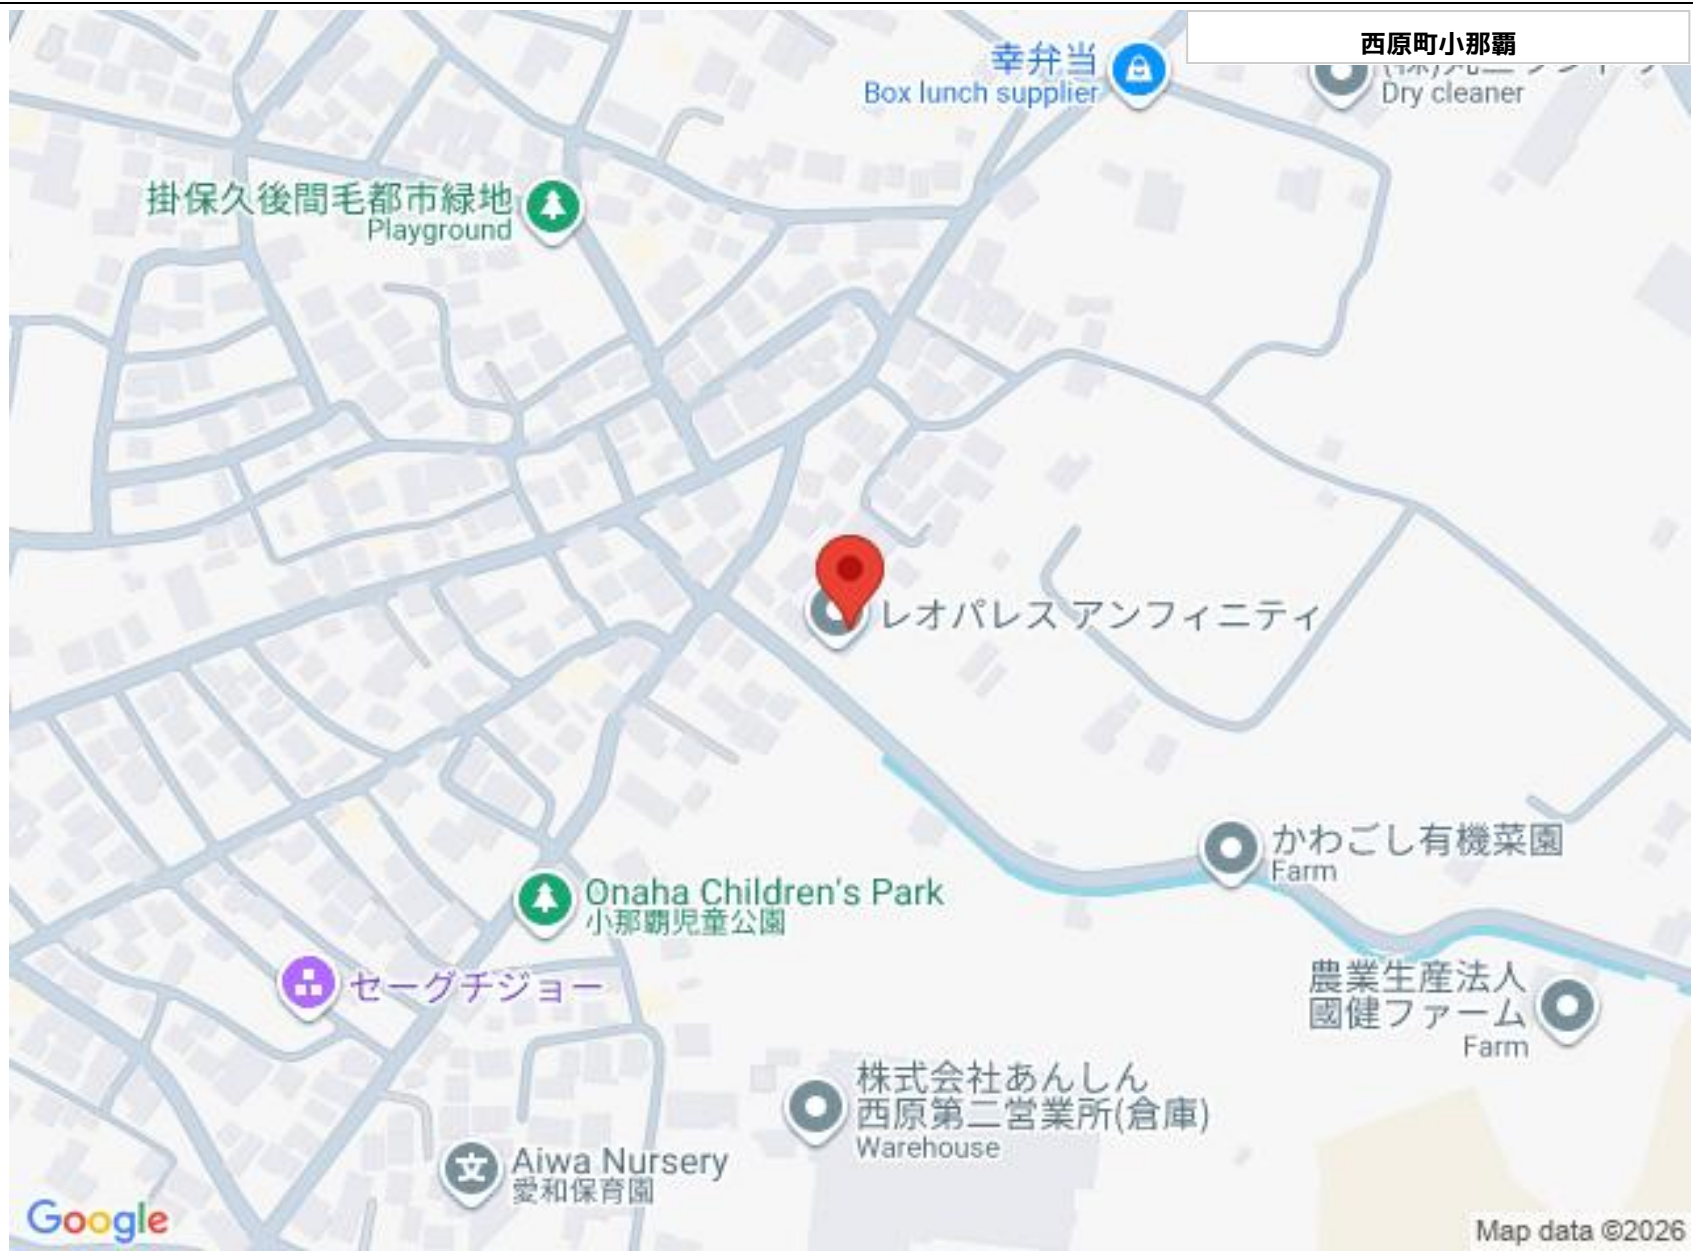 西原町小那覇
幸弁当
Box lunch supplier
Dry cleaner
掛保久後間毛都市緑地
Playground
レオパレス アンフィニティ
かわごし有機菜園
Farm
Onaha Children's Park
小那覇児童公園
セーグチジョー
農業生産法人
國健ファーム
Farm
株式会社あんしん
西原第二営業所(倉庫)
Warehouse
Aiwa Nursery
愛和保育園
Google
Map data ©2026